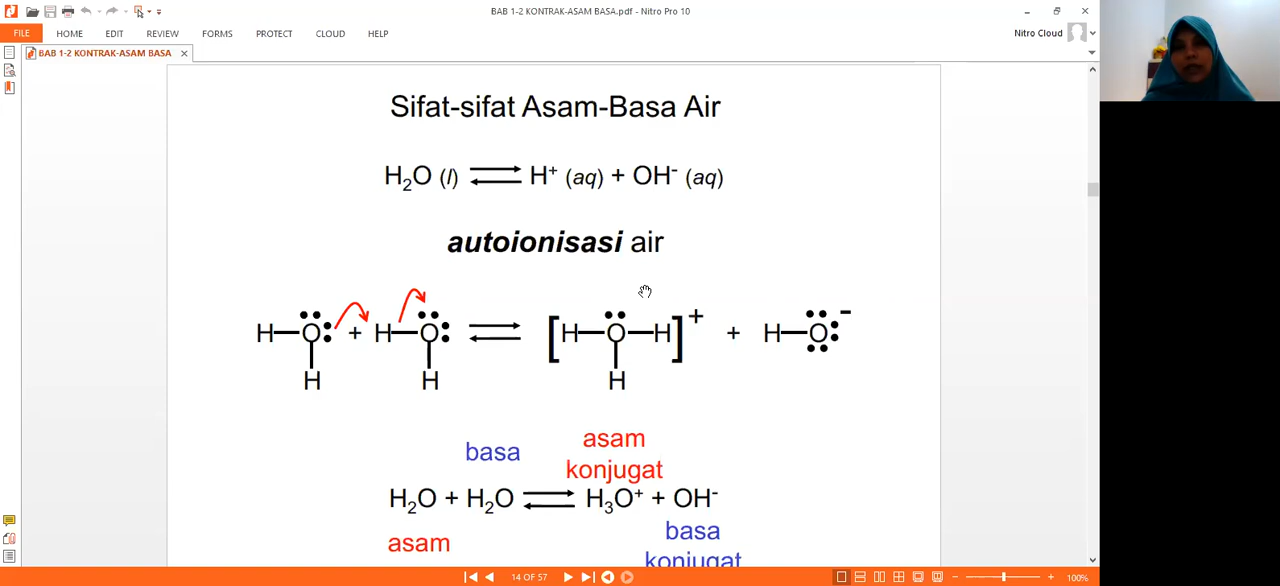 BAB 1-2 KONTRAK-ASAM BASA.pdf - Nitro Pro 10
FILE HOME EDIT REVIEW FORMS PROTECT CLOUD HELP Nitro Cloud
BAB 1-2 KONTRAK-ASAM BASA
Sifat-sifat Asam-Basa Air
H₂O (l) ⇌ H⁺ (aq) + OH⁻ (aq)
autoionisasi air
H–O: + H–O: ⇌ [H–O–H]⁺ + H–O:⁻
H H H
basa asam
konjugat
H₂O + H₂O ⇌ H₃O⁺ + OH⁻
asam basa
konjugat
14 OF 57 100%